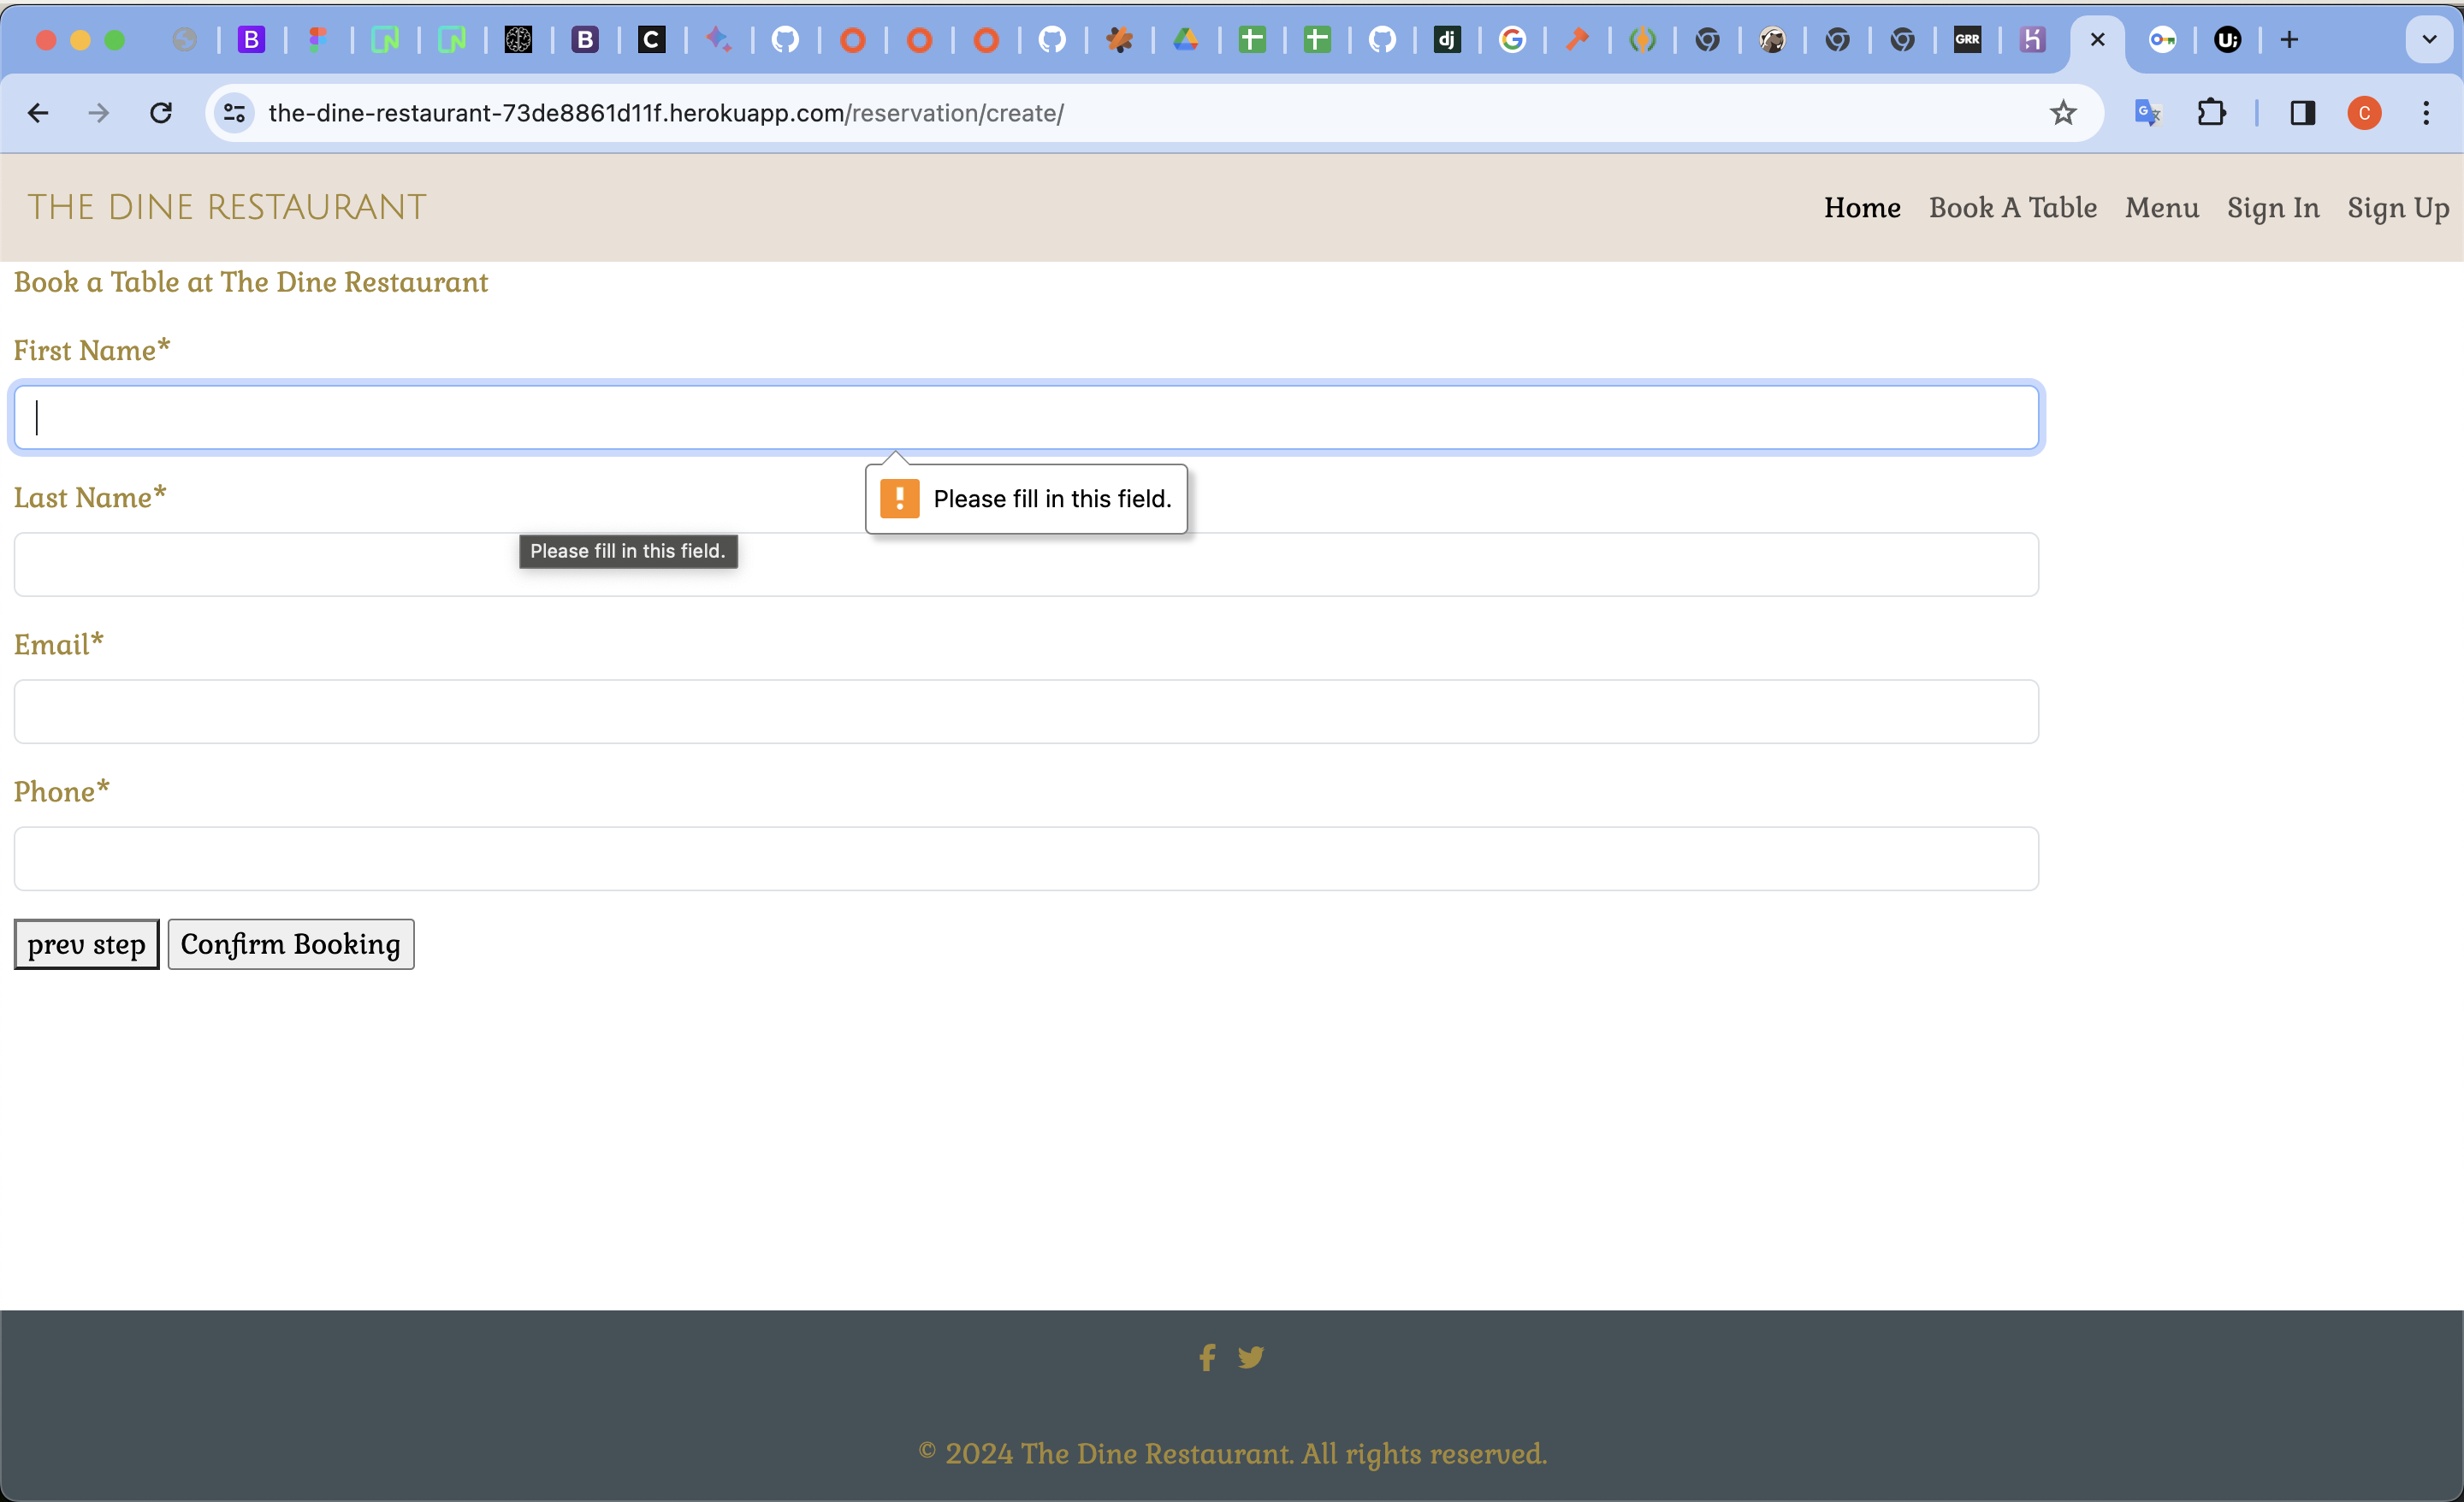 the-dine-restaurant-73de8861d11f.herokuapp.com/reservation/create/
C
THE DINE RESTAURANT
Home Book A Table Menu Sign In Sign Up
Book a Table at The Dine Restaurant
First Name*
Please fill in this field.
Last Name*
Please fill in this field.
Email*
Phone*
prev step Confirm Booking
© 2024 The Dine Restaurant. All rights reserved.